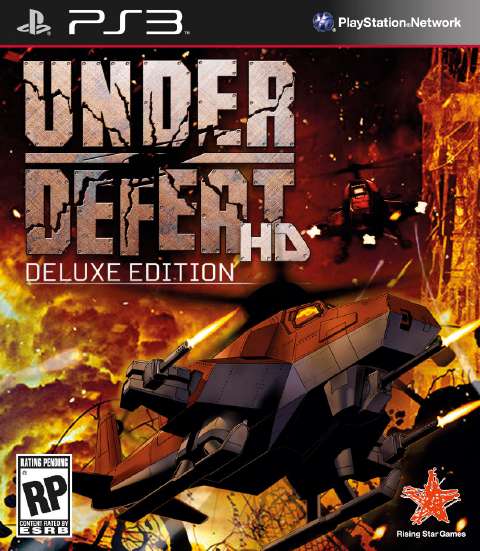 PS3
PlayStation®Network
UNDER
DEFEAT
HD
DELUXE EDITION
RATING PENDING
RP
CONTENT RATED BY
ESRB
Rising Star Games